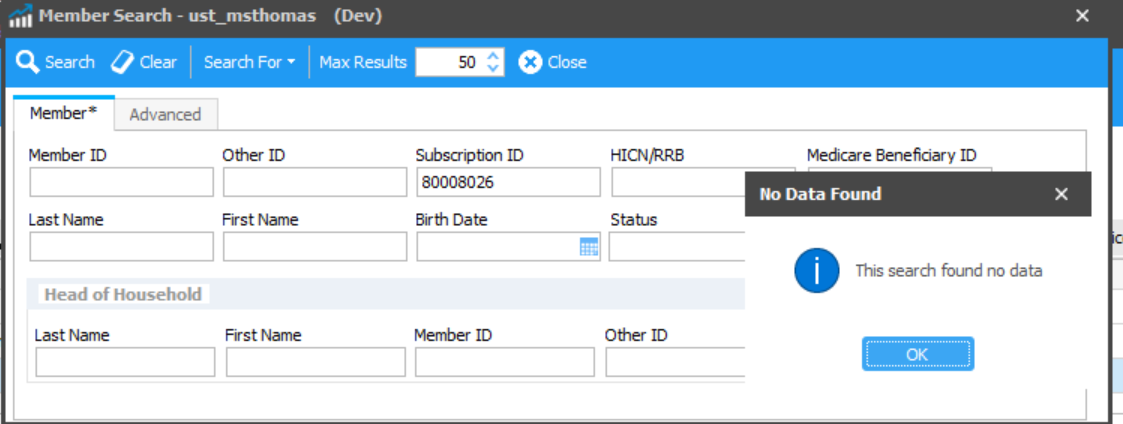 Member Search - ust_msthomas (Dev)
Search Clear Search For Max Results 50 Close
Member* Advanced
Member ID Other ID Subscription ID HICN/RRB Medicare Beneficiary ID
80008026
No Data Found
Last Name First Name Birth Date Status
This search found no data
Head of Household
Last Name First Name Member ID Other ID
OK